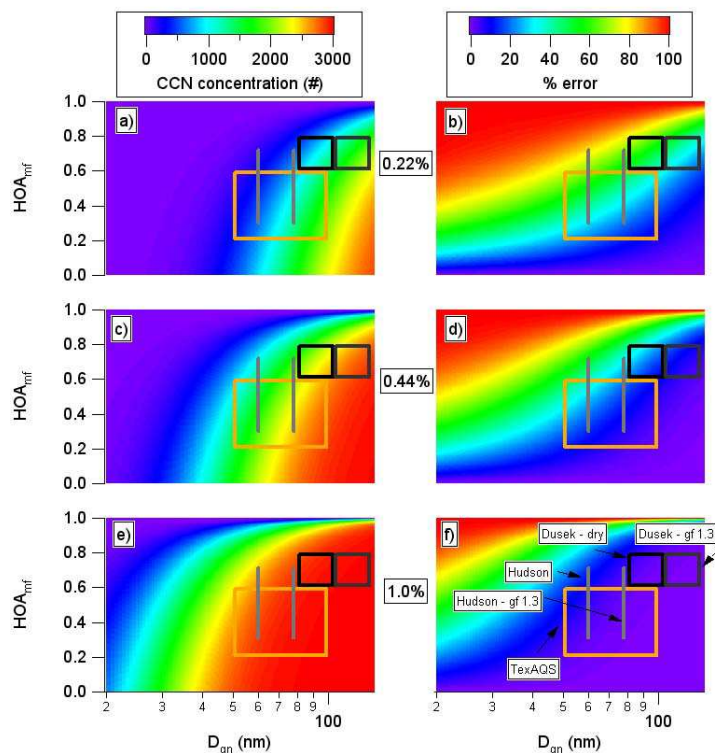 0 1000 2000 3000
CCN concentration (#)
0 20 40 60 80 100
% error
a)
b)
1.0
0.8
0.6
0.4
0.2
0.0
HOAmf
0.22%
c)
d)
1.0
0.8
0.6
0.4
0.2
0.0
HOAmf
0.44%
e)
f)
1.0
0.8
0.6
0.4
0.2
0.0
HOAmf
1.0%
Dusek - dry
Dusek - gf 1.3
Hudson
Hudson - gf 1.3
TexAQS
2 3 4 5 6 7 8 9 100
2 3 4 5 6 7 8 9 100
Dgn (nm)
Dgn (nm)